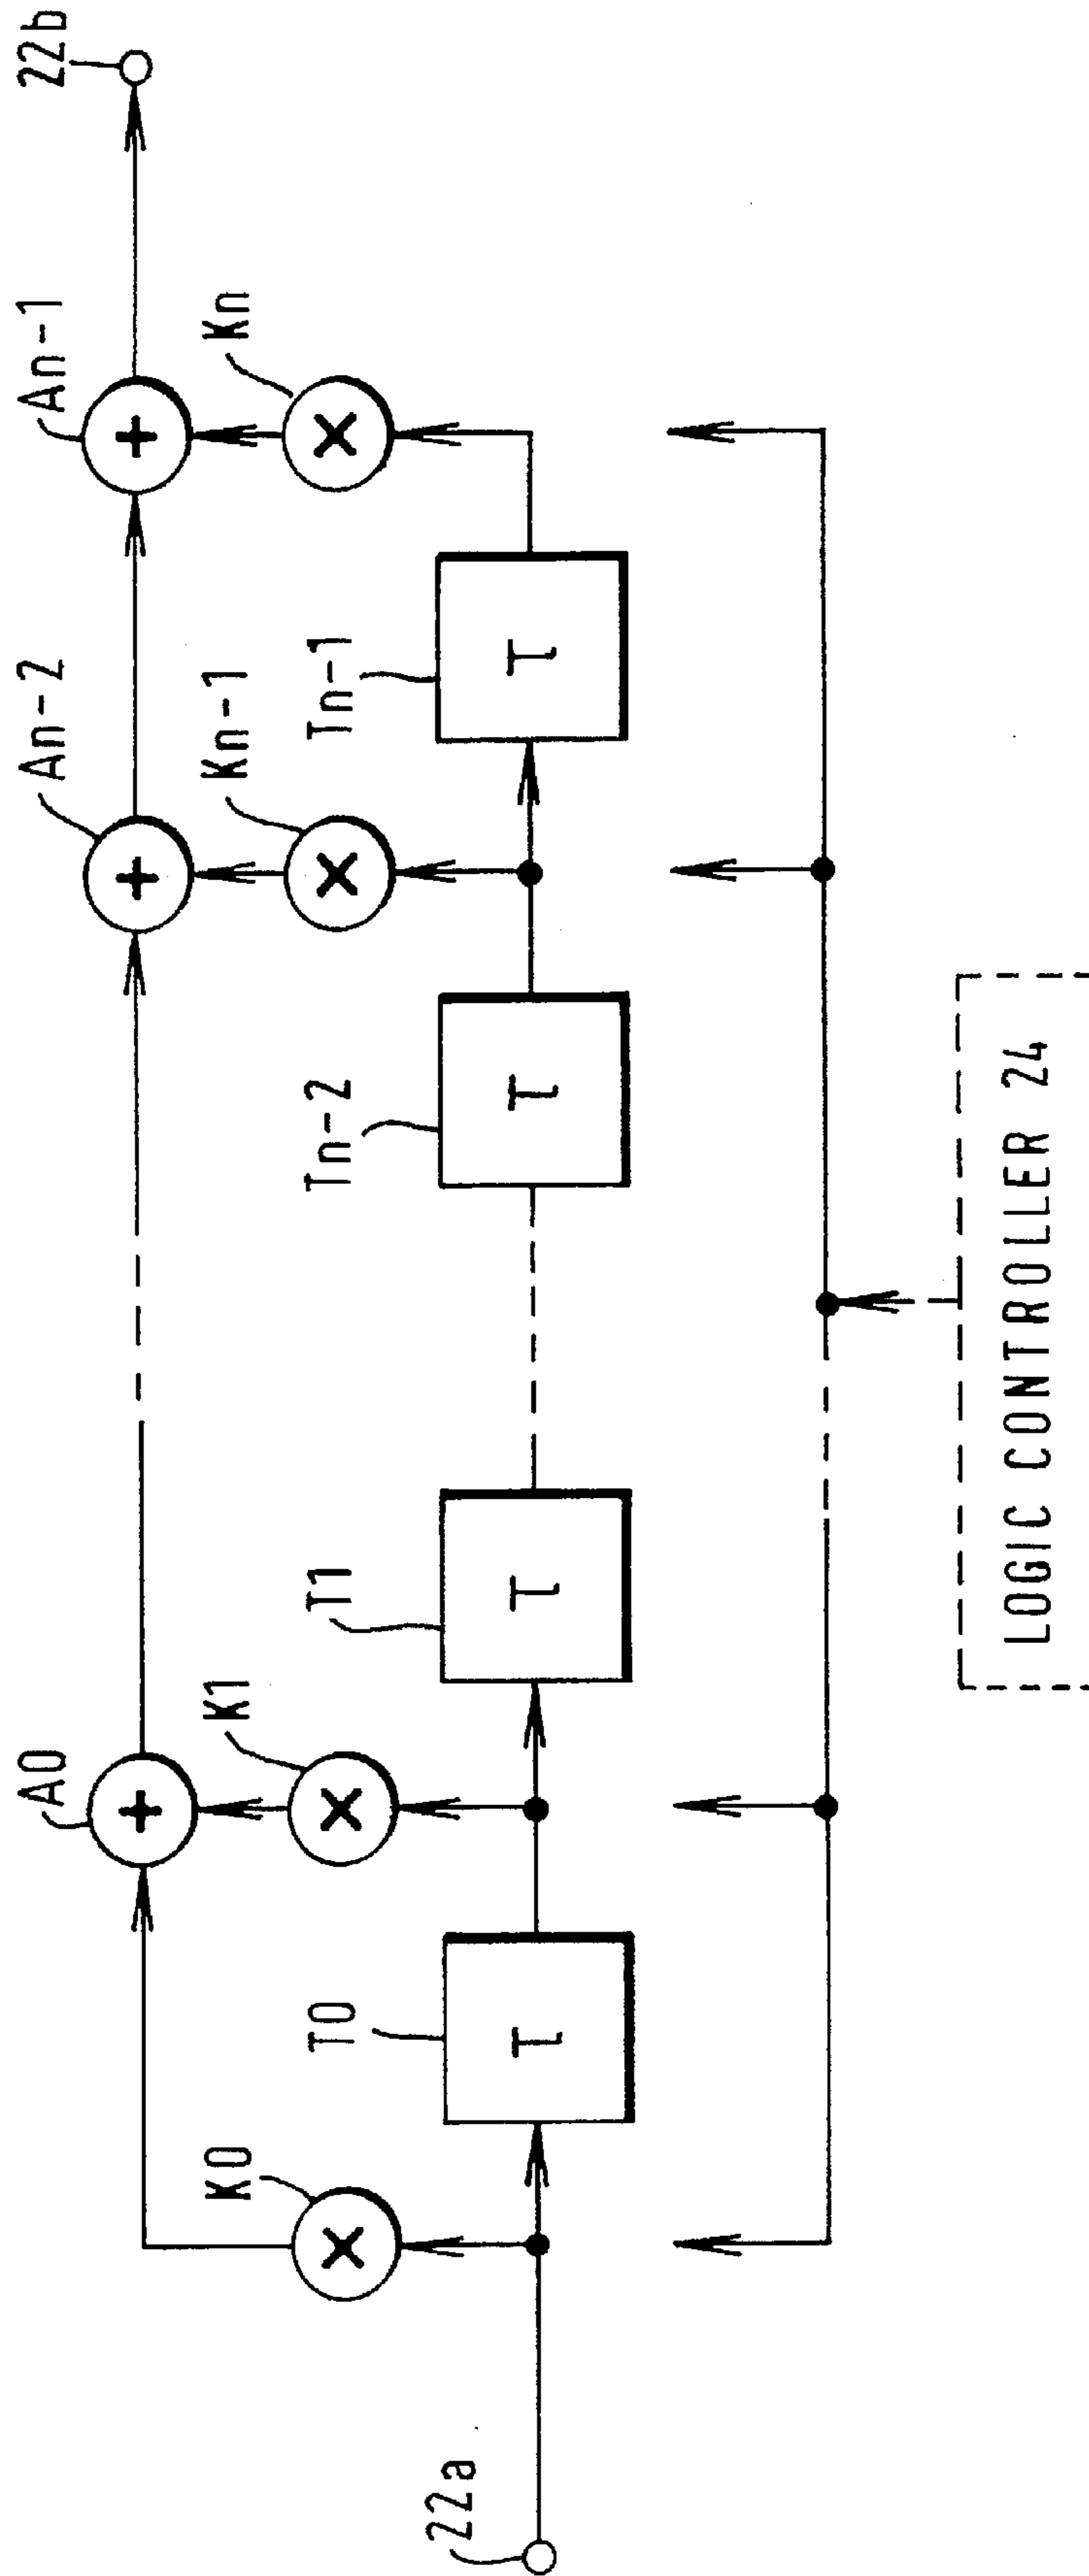 A0
An-2
An-1
22b
K0
K1
Kn-1
Kn
T0
T1
Tn-2
Tn-1
22a
τ
τ
τ
τ
LOGIC CONTROLLER 24